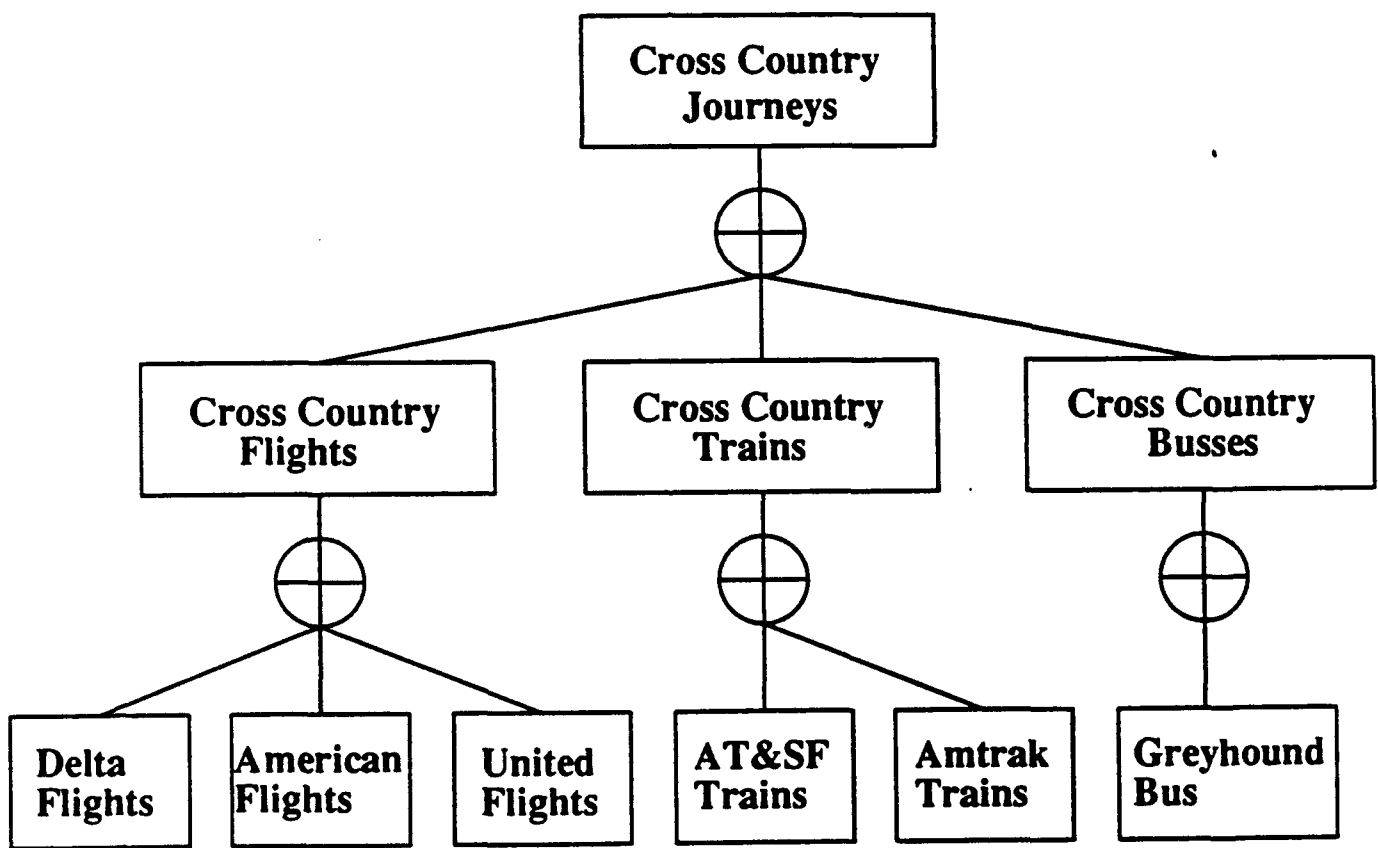 Cross Country
Journeys
Cross Country
Flights
Cross Country
Trains
Cross Country
Busses
Delta
Flights
American
Flights
United
Flights
AT&SF
Trains
Amtrak
Trains
Greyhound
Bus